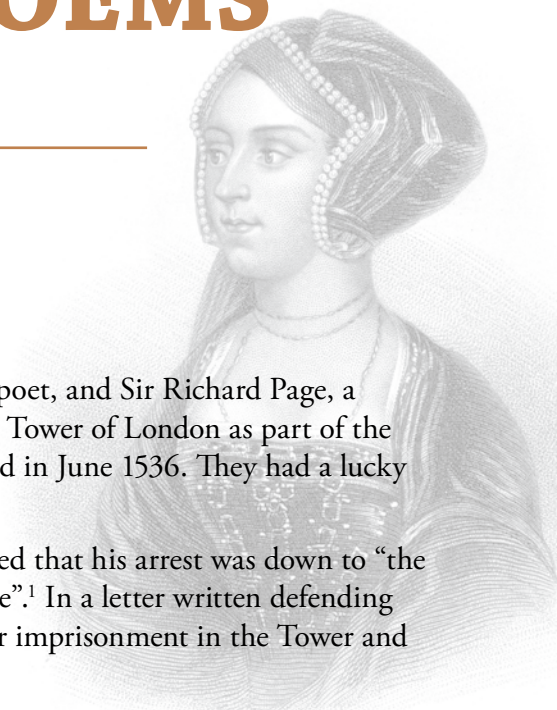 OEMS
poet, and Sir Richard Page, a
Tower of London as part of the
d in June 1536. They had a lucky
ed that his arrest was down to “the
e”.¹ In a letter written defending
r imprisonment in the Tower and